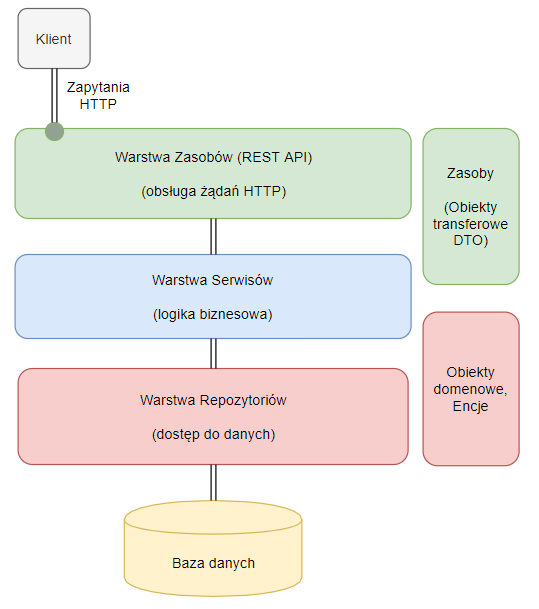 Klient
Zapytania
HTTP
Warstwa Zasobów (REST API)
(obsługa żądań HTTP)
Zasoby
(Obiekty
transferowe
DTO)
Warstwa Serwisów
(logika biznesowa)
Obiekty
domenowe,
Encje
Warstwa Repozytoriów
(dostęp do danych)
Baza danych